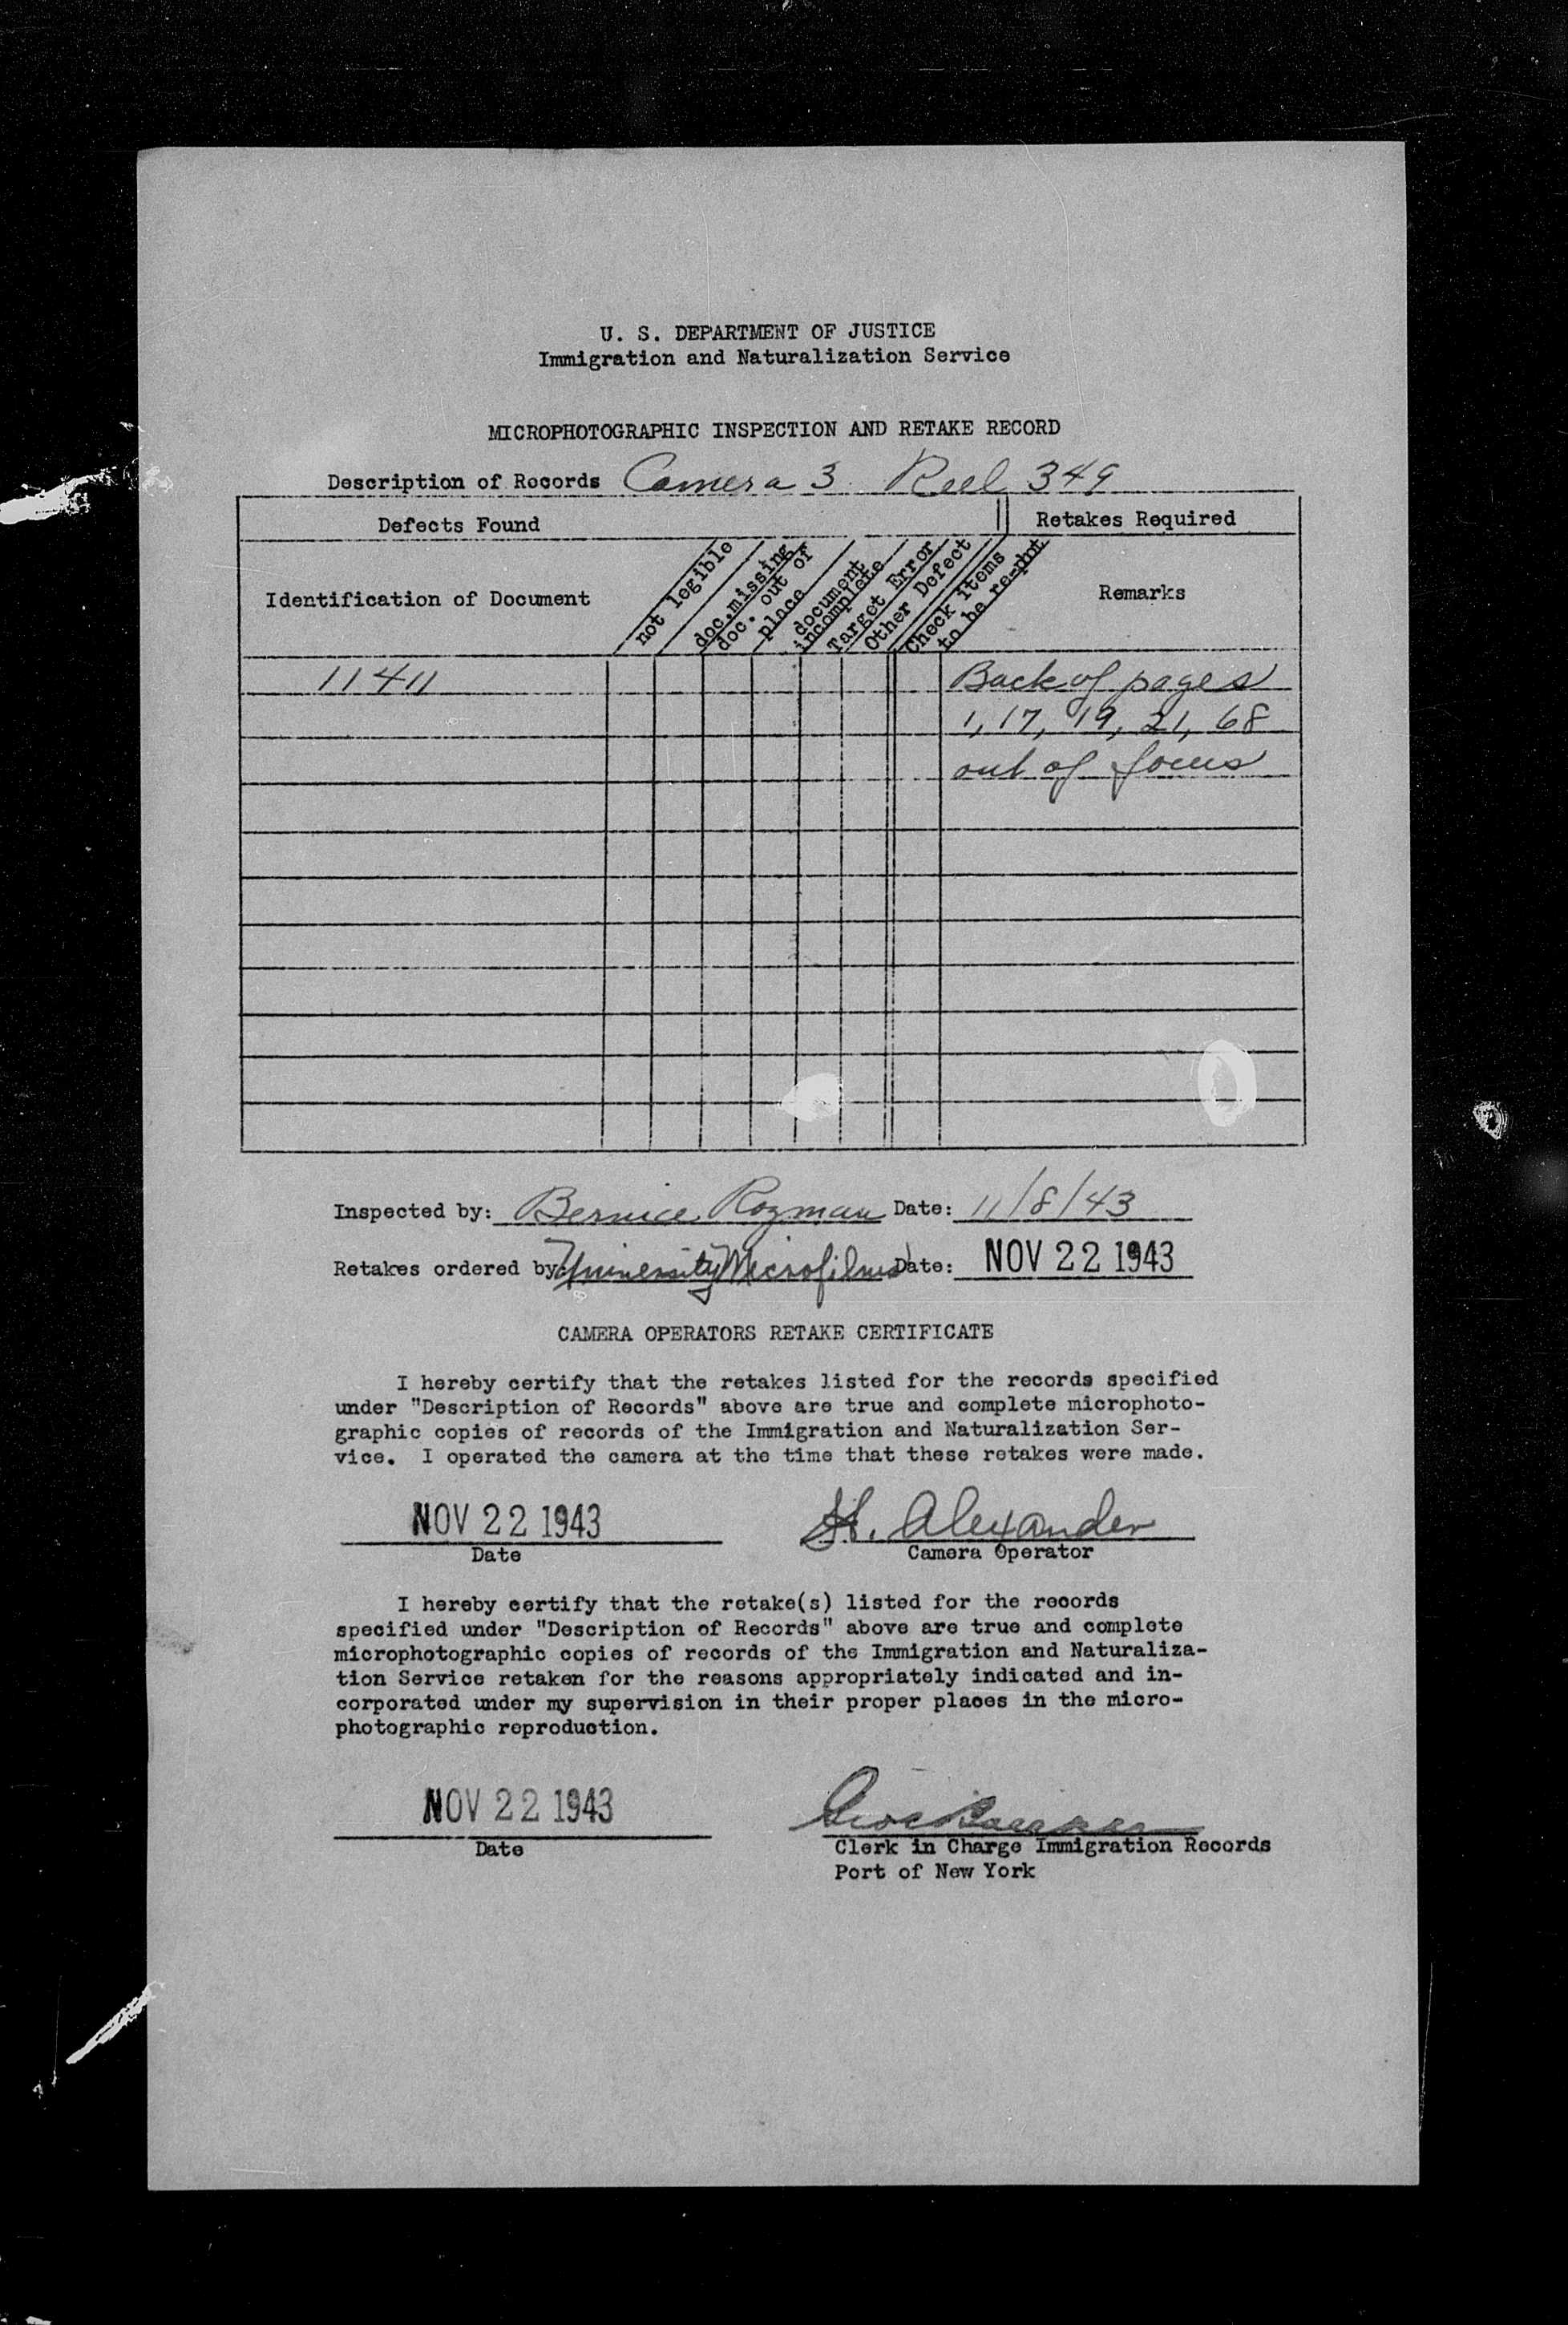 U. S. DEPARTMENT OF JUSTICE
Immigration and Naturalization Service
MICROPHOTOGRAPHIC INSPECTION AND RETAKE RECORD
Description of Records Camera 3 Reel 349
Defects Found
Retakes Required
Identification of Document
not legible
doc.missing
doc. out of
place
document
incomplete
Target Error
Other Defect
Check items
to be re-phot
Remarks
11411
Back of pages
1, 17, 19, 21, 68
out of focus
Inspected by: Bernice Rozman Date: 11/8/43
Retakes ordered by University Microfilms Date: NOV 22 1943
CAMERA OPERATORS RETAKE CERTIFICATE
I hereby certify that the retakes listed for the records specified
under "Description of Records" above are true and complete microphoto-
graphic copies of records of the Immigration and Naturalization Ser-
vice. I operated the camera at the time that these retakes were made.
NOV 22 1943
H. Alexander
Date
Camera Operator
I hereby certify that the retake(s) listed for the records
specified under "Description of Records" above are true and complete
microphotographic copies of records of the Immigration and Naturaliza-
tion Service retaken for the reasons appropriately indicated and in-
corporated under my supervision in their proper places in the micro-
photographic reproduction.
NOV 22 1943
Date
Clerk in Charge Immigration Records
Port of New York